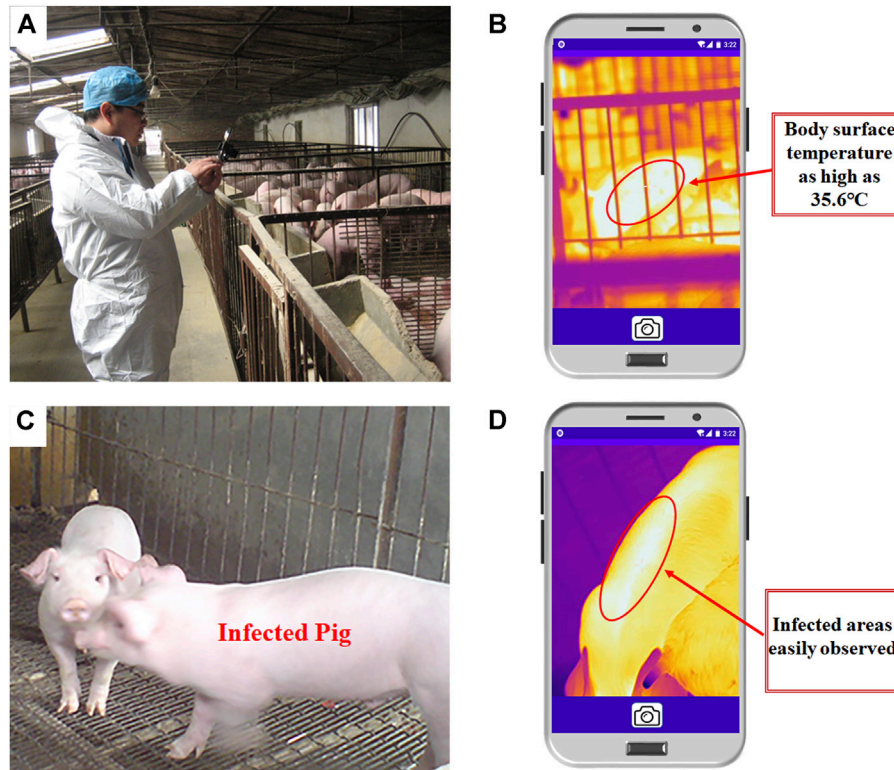 A
B
3:22
Body surface
temperature
as high as
35.6℃
C
Infected Pig
D
3:22
Infected areas
easily observed